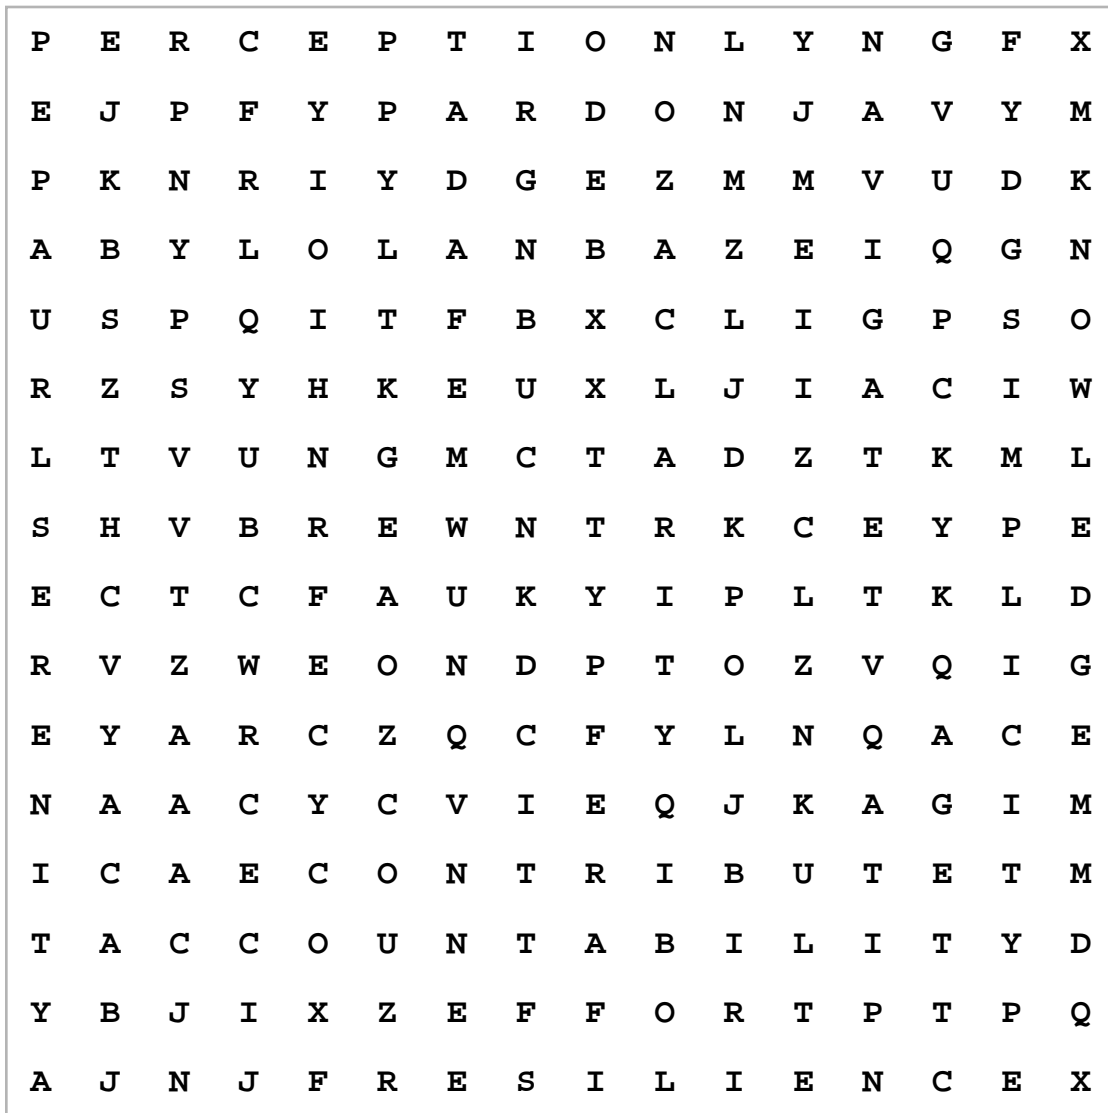 P E R C E P T I O N L Y N G F X
E J P F Y P A R D O N J A V Y M
P K N R I Y D G E Z M M V U D K
A B Y L O L A N B A Z E I Q G N
U S P Q I T F B X C L I G P S O
R Z S Y H K E U X L J I A C I W
L T V U N G M C T A D Z T K M L
S H V B R E W N T R K C E Y P E
E C T C F A U K Y I P L T K L D
R V Z W E O N D P T O Z V Q I G
E Y A R C Z Q C F Y L N Q A C E
N A A C Y C V I E Q J K A G I M
I C A E C O N T R I B U T E T M
T A C C O U N T A B I L I T Y D
Y B J I X Z E F F O R T P T P Q
A J N J F R E S I L I E N C E X